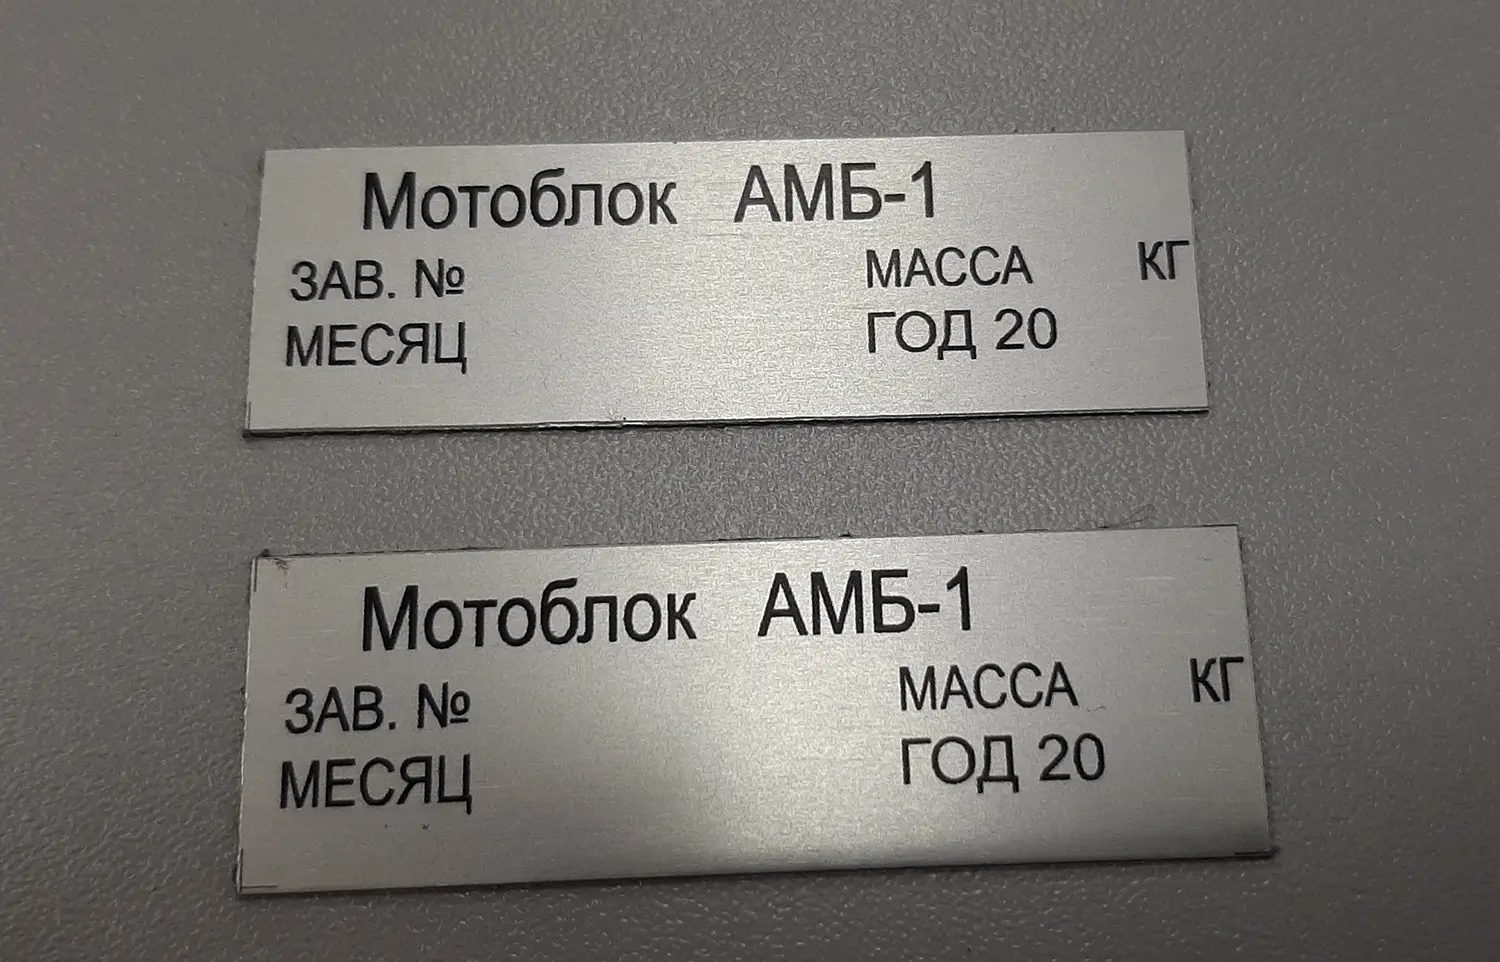 Мотоблок АМБ-1
ЗАВ. № МАССА КГ
МЕСЯЦ ГОД 20
Мотоблок АМБ-1
ЗАВ. № МАССА КГ
МЕСЯЦ ГОД 20